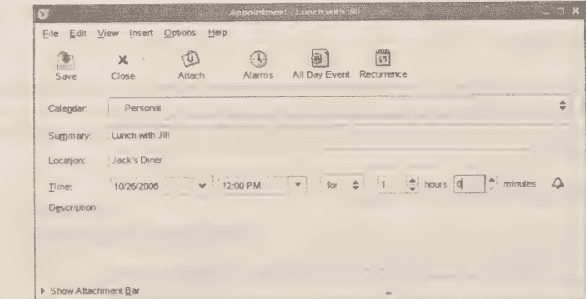 Appointment - Lunch with Jill
File Edit View Insert Options Help
Save Close Attach Alarms All Day Event Recurrence
Calendar: Personal
Summary: Lunch with Jill
Location: Jack's Diner
Time: 10/26/2006 12:00 PM for 1 hours 0 minutes
Description
Show Attachment Bar